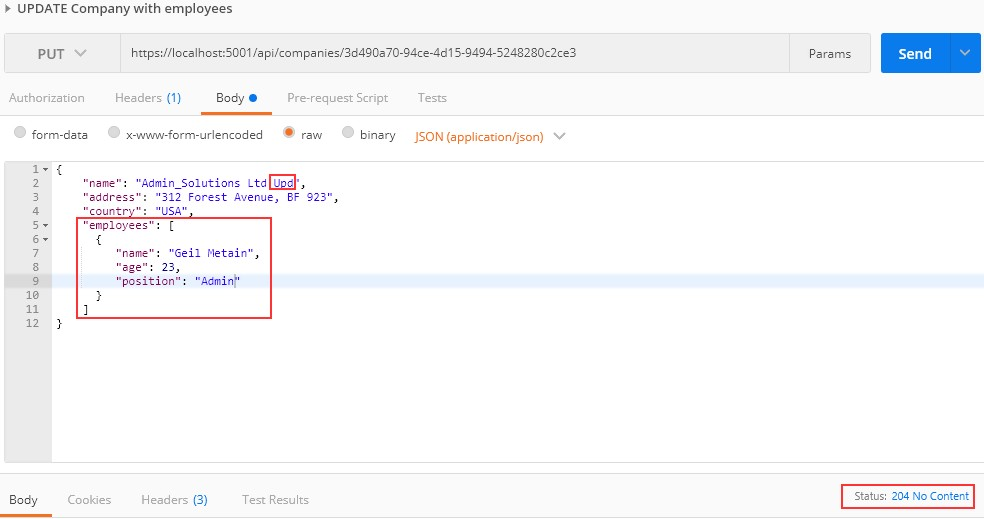 UPDATE Company with employees
PUT https://localhost:5001/api/companies/3d490a70-94ce-4d15-9494-5248280c2ce3 Params Send
Authorization Headers (1) Body Pre-request Script Tests
form-data x-www-form-urlencoded raw binary JSON (application/json)
1 {
2 "name": "Admin_Solutions Ltd Upd",
3 "address": "312 Forest Avenue, BF 923",
4 "country": "USA",
5 "employees": [
6 {
7 "name": "Geil Metain",
8 "age": 23,
9 "position": "Admin"
10 }
11 ]
12 }
Body Cookies Headers (3) Test Results Status: 204 No Content